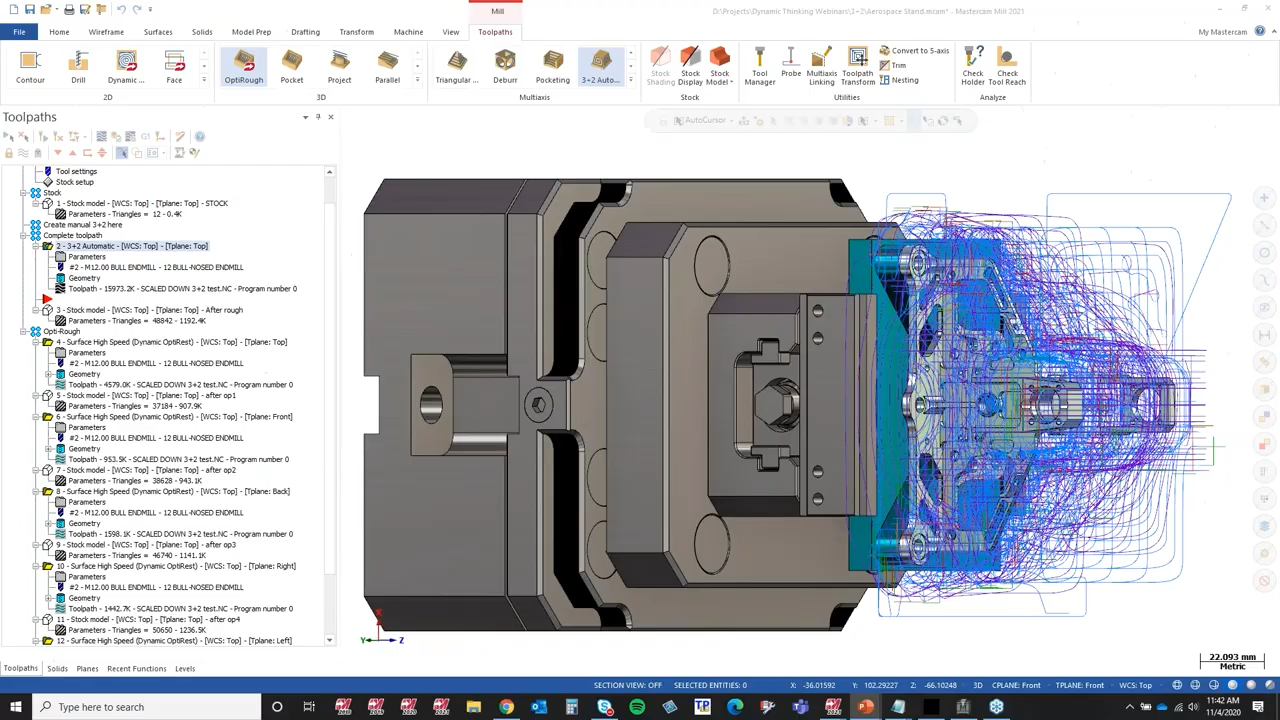 Mill
D:\Projects\Dynamic Thinking Webinars\3+2\Aerospace Stand.mcam* - Mastercam Mill 2021
File Home Wireframe Surfaces Solids Model Prep Drafting Transform Machine View Toolpaths
My Mastercam
Contour Drill Dynamic ... Face
2D
OptiRough Pocket Project Parallel
3D
Triangular ... Deburr Pocketing 3+2 Auto...
Multiaxis
Stock Shading Stock Display Stock Model
Stock
Tool Manager Probe Multiaxis Linking Toolpath Transform Convert to 5-axis Trim Nesting
Utilities
Check Holder Check Tool Reach
Analyze
Toolpaths
G1
AutoCursor
Tool settings
Stock setup
Stock
1 - Stock model - [WCS: Top] - STOCK
Parameters - Triangles = 12 - 0.4K
Create manual 3+2 here
Complete toolpath
2 - 3+2 Automatic - [WCS: Top] - [Tplane: Top]
Parameters
#2 - M12.00 BULL ENDMILL - 12 BULL-NOSED ENDMILL
Geometry
Toolpath - 15973.2K - SCALED DOWN 3+2 test.NC - Program number 0
3 - Stock model - [WCS: Top] - [Tplane: Top] - After rough
Parameters - Triangles = 48842 - 1192.4K
Opti-Rough
4 - Surface High Speed (Dynamic OptiRest) - [WCS: Top] - [Tplane: Top]
Parameters
#2 - M12.00 BULL ENDMILL - 12 BULL-NOSED ENDMILL
Geometry
Toolpath - 4579.0K - SCALED DOWN 3+2 test.NC - Program number 0
5 - Stock model - [WCS: Top] - [Tplane: Top] - after op1
Parameters - Triangles = 37184 - 907.9K
6 - Surface High Speed (Dynamic OptiRest) - [WCS: Top] - [Tplane: Front]
Parameters
#2 - M12.00 BULL ENDMILL - 12 BULL-NOSED ENDMILL
Geometry
Toolpath - 953.5K - SCALED DOWN 3+2 test.NC - Program number 0
7 - Stock model - [WCS: Top] - [Tplane: Top] - after op2
Parameters - Triangles = 38628 - 943.1K
8 - Surface High Speed (Dynamic OptiRest) - [WCS: Top] - [Tplane: Back]
Parameters
#2 - M12.00 BULL ENDMILL - 12 BULL-NOSED ENDMILL
Geometry
Toolpath - 1598.1K - SCALED DOWN 3+2 test.NC - Program number 0
9 - Stock model - [WCS: Top] - [Tplane: Top] - after op3
Parameters - Triangles = 46740 - 1141.1K
10 - Surface High Speed (Dynamic OptiRest) - [WCS: Top] - [Tplane: Right]
Parameters
#2 - M12.00 BULL ENDMILL - 12 BULL-NOSED ENDMILL
Geometry
Toolpath - 1442.7K - SCALED DOWN 3+2 test.NC - Program number 0
11 - Stock model - [WCS: Top] - [Tplane: Top] - after op4
Parameters - Triangles = 50650 - 1236.5K
12 - Surface High Speed (Dynamic OptiRest) - [WCS: Top] - [Tplane: Left]
X
Y Z
22.093 mm
Metric
Toolpaths Solids Planes Recent Functions Levels
SECTION VIEW: OFF SELECTED ENTITIES: 0 X: -36.01592 Y: 102.29227 Z: -66.10248 3D CPLANE: Front TPLANE: Front WCS: Top
Type here to search
2018 2019 2020 2021
TP
2021
11:42 AM
11/4/2020